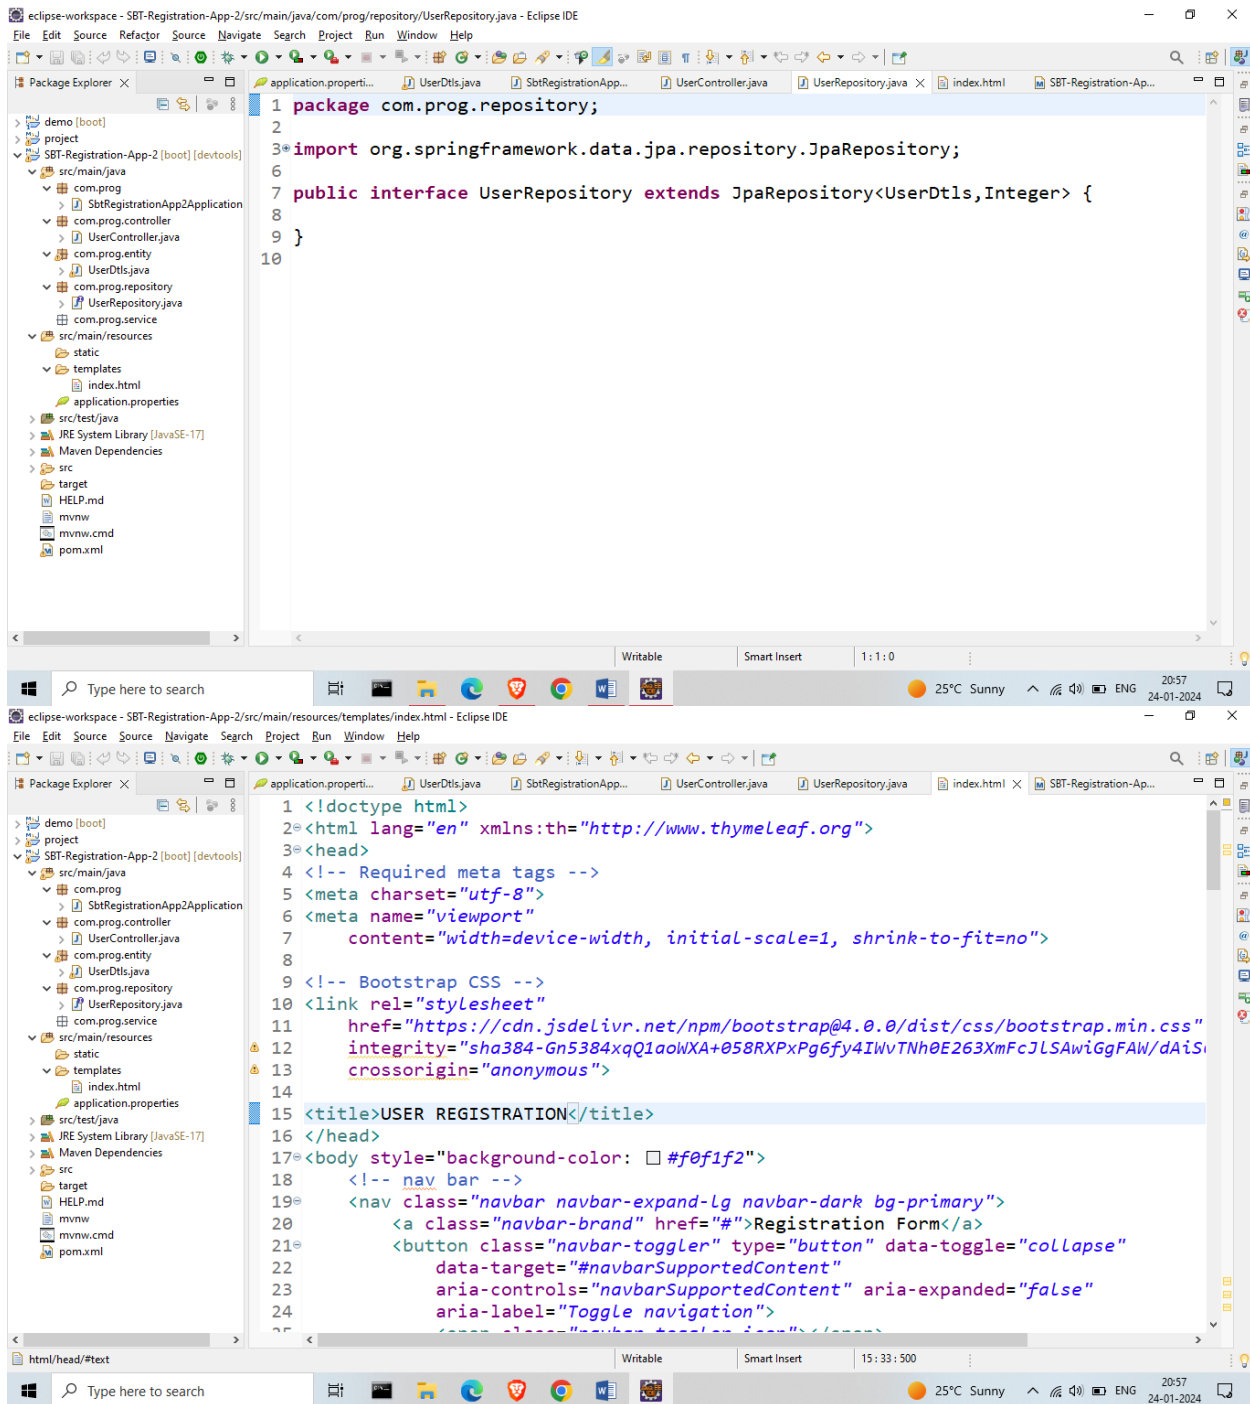 eclipse-workspace - SBT-Registration-App-2/src/main/java/com/prog/repository/UserRepository.java - Eclipse IDE
File Edit Source Refactor Source Navigate Search Project Run Window Help
Package Explorer
application.properti... UserDtls.java SbtRegistrationApp... UserController.java UserRepository.java index.html SBT-Registration-Ap...
demo [boot]
project
SBT-Registration-App-2 [boot] [devtools]
src/main/java
com.prog
SbtRegistrationApp2Application
com.prog.controller
UserController.java
com.prog.entity
UserDtls.java
com.prog.repository
UserRepository.java
com.prog.service
src/main/resources
static
templates
index.html
application.properties
src/test/java
JRE System Library [JavaSE-17]
Maven Dependencies
src
target
HELP.md
mvnw
mvnw.cmd
pom.xml
1 package com.prog.repository;
2
3 import org.springframework.data.jpa.repository.JpaRepository;
6
7 public interface UserRepository extends JpaRepository<UserDtls,Integer> {
8
9 }
10
Writable Smart Insert 1 : 1 : 0
Type here to search 25°C Sunny ENG 20:57
24-01-2024
eclipse-workspace - SBT-Registration-App-2/src/main/resources/templates/index.html - Eclipse IDE
File Edit Source Source Navigate Search Project Run Window Help
Package Explorer
application.properti... UserDtls.java SbtRegistrationApp... UserController.java UserRepository.java index.html SBT-Registration-Ap...
demo [boot]
project
SBT-Registration-App-2 [boot] [devtools]
src/main/java
com.prog
SbtRegistrationApp2Application
com.prog.controller
UserController.java
com.prog.entity
UserDtls.java
com.prog.repository
UserRepository.java
com.prog.service
src/main/resources
static
templates
index.html
application.properties
src/test/java
JRE System Library [JavaSE-17]
Maven Dependencies
src
target
HELP.md
mvnw
mvnw.cmd
pom.xml
1 <!doctype html>
2 <html lang="en" xmlns:th="http://www.thymeleaf.org">
3 <head>
4 <!-- Required meta tags -->
5 <meta charset="utf-8">
6 <meta name="viewport"
7 content="width=device-width, initial-scale=1, shrink-to-fit=no">
8
9 <!-- Bootstrap CSS -->
10 <link rel="stylesheet"
11 href="https://cdn.jsdelivr.net/npm/bootstrap@4.0.0/dist/css/bootstrap.min.css"
12 integrity="sha384-Gn5384xqQ1aoWXA+058RXPxPg6fy4IWvTNh0E263XmFcJlSAwiGgFAW/dAiS
13 crossorigin="anonymous">
14
15 <title>USER REGISTRATION</title>
16 </head>
17 <body style="background-color: #f0f1f2">
18 <!-- nav bar -->
19 <nav class="navbar navbar-expand-lg navbar-dark bg-primary">
20 <a class="navbar-brand" href="#">Registration Form</a>
21 <button class="navbar-toggler" type="button" data-toggle="collapse"
22 data-target="#navbarSupportedContent"
23 aria-controls="navbarSupportedContent" aria-expanded="false"
24 aria-label="Toggle navigation">
25 <span class="navbar-toggler-icon"></span>
html/head/#text Writable Smart Insert 15 : 33 : 500
Type here to search 25°C Sunny ENG 20:57
24-01-2024